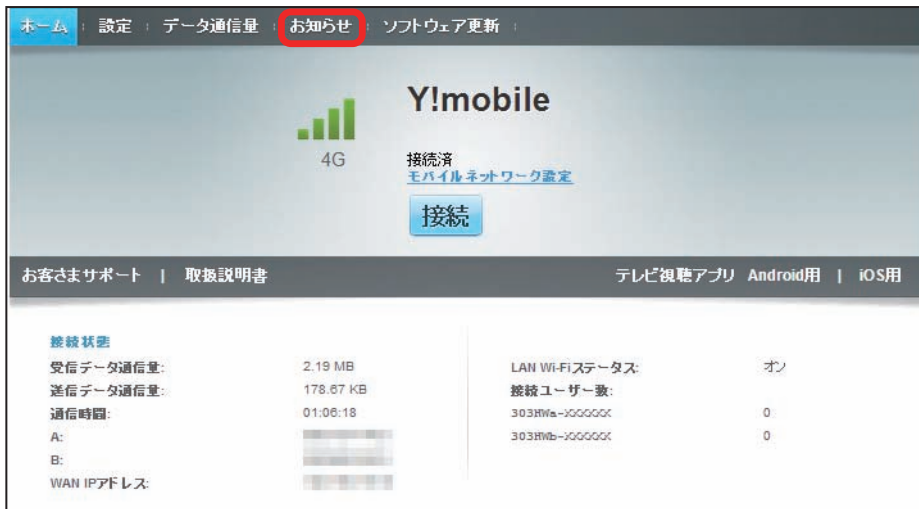 ホーム 設定 データ通信量 お知らせ ソフトウェア更新
Y!mobile
4G
接続済
モバイルネットワーク設定
接続
お客さまサポート | 取扱説明書 テレビ視聴アプリ Android用 | iOS用
接続状態
受信データ通信量: 2.19 MB
送信データ通信量: 178.67 KB
通信時間: 01:06:18
A:
B:
WAN IPアドレス:
LAN Wi-Fiステータス: オン
接続ユーザー数:
303HWa-XXXXXX 0
303HWb-XXXXXX 0